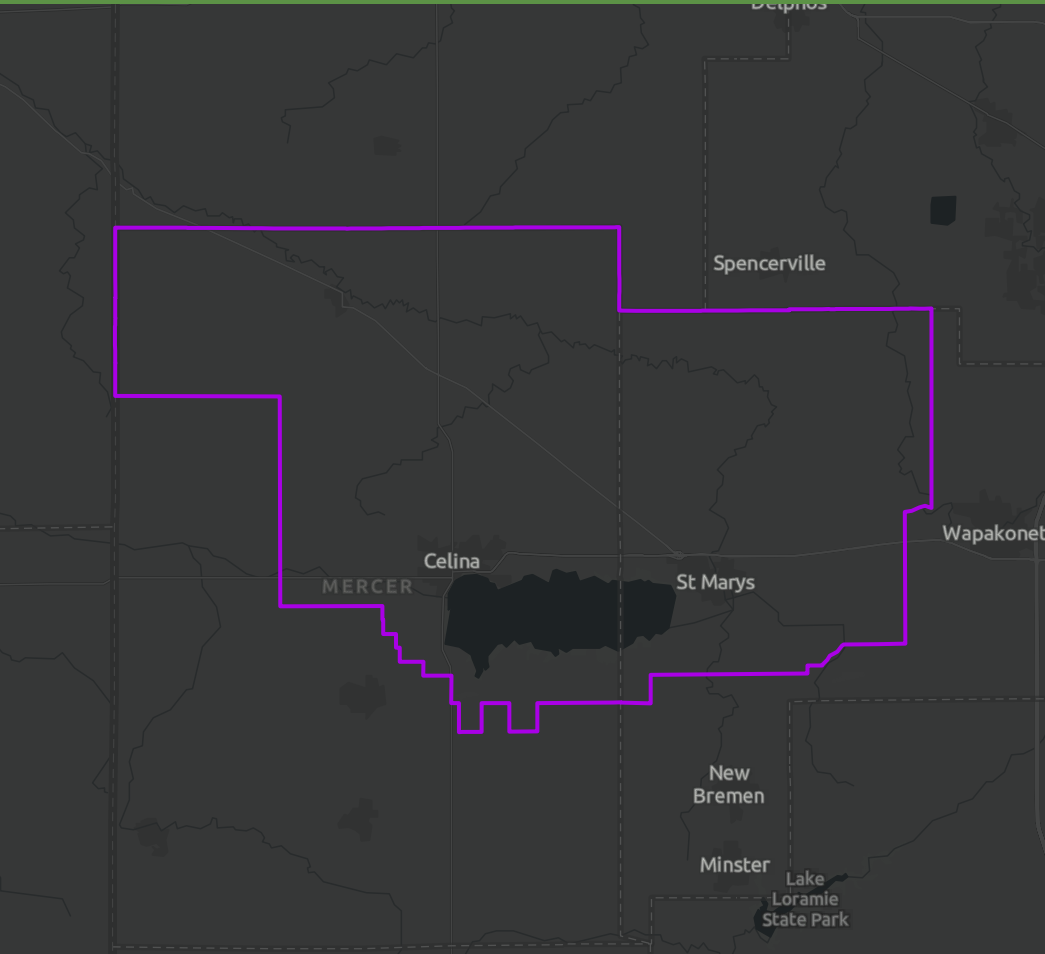 Delphos
Spencerville
Wapakonet
Celina
MERCER
St Marys
New
Bremen
Minster
Lake
Loramie
State Park